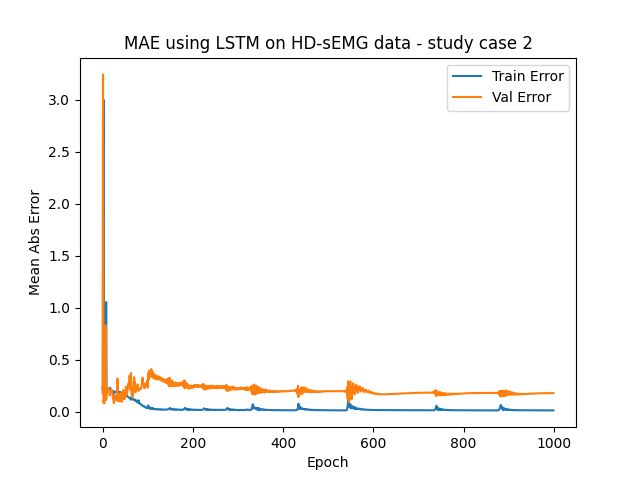 MAE using LSTM on HD-sEMG data - study case 2
Train Error
Val Error
Mean Abs Error
3.0
2.5
2.0
1.5
1.0
0.5
0.0
0 200 400 600 800 1000
Epoch